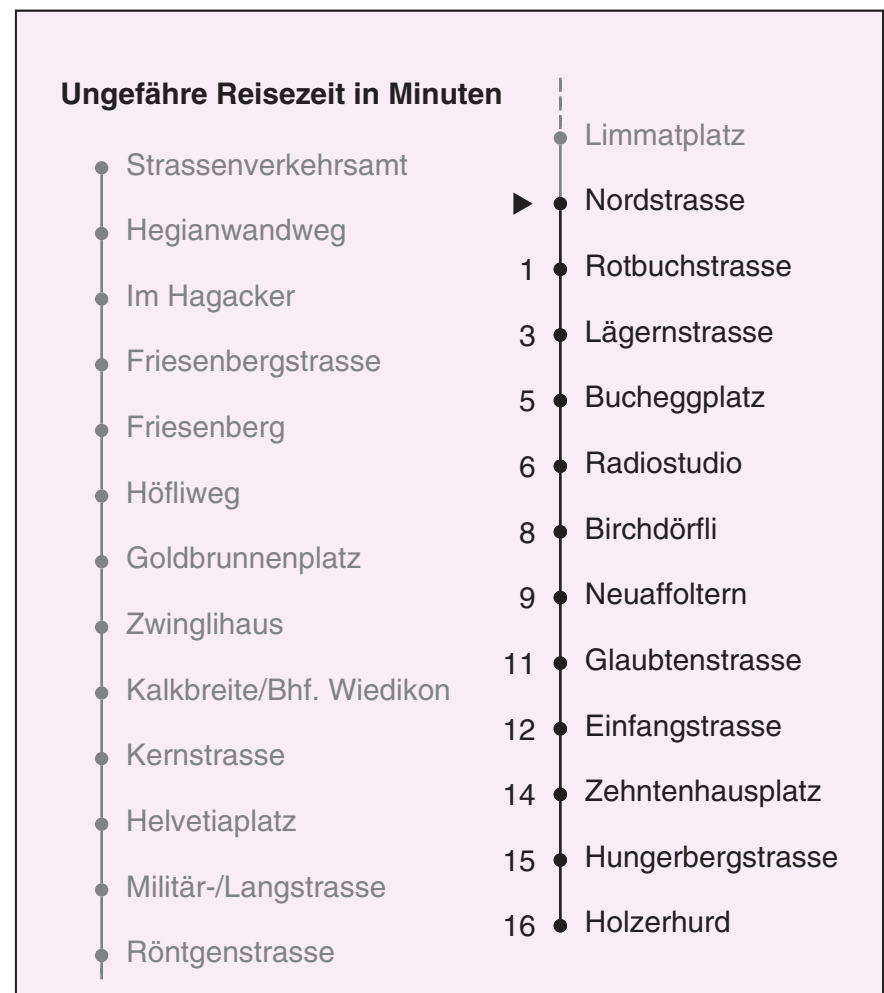 Ungefähre Reisezeit in Minuten
Strassenverkehrsamt
Hegianwandweg
Im Hagacker
Friesenbergstrasse
Friesenberg
Höfliweg
Goldbrunnenplatz
Zwinglihaus
Kalkbreite/Bhf. Wiedikon
Kernstrasse
Helvetiaplatz
Militär-/Langstrasse
Röntgenstrasse
Limmatplatz
Nordstrasse
1 Rotbuchstrasse
3 Lägernstrasse
5 Bucheggplatz
6 Radiostudio
8 Birchdörfli
9 Neuaffoltern
11 Glaubtenstrasse
12 Einfangstrasse
14 Zehntenhausplatz
15 Hungerbergstrasse
16 Holzerhurd